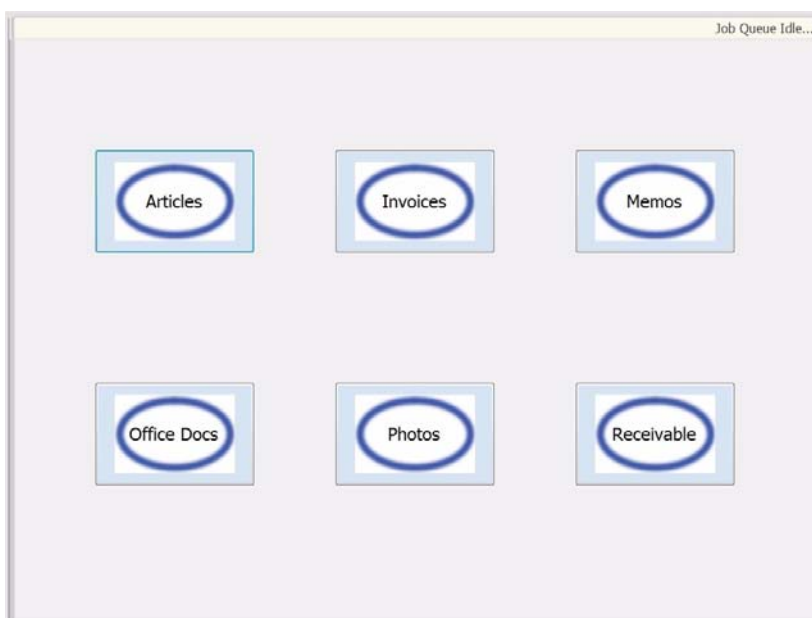 Job Queue Idle...
Articles
Invoices
Memos
Office Docs
Photos
Receivable